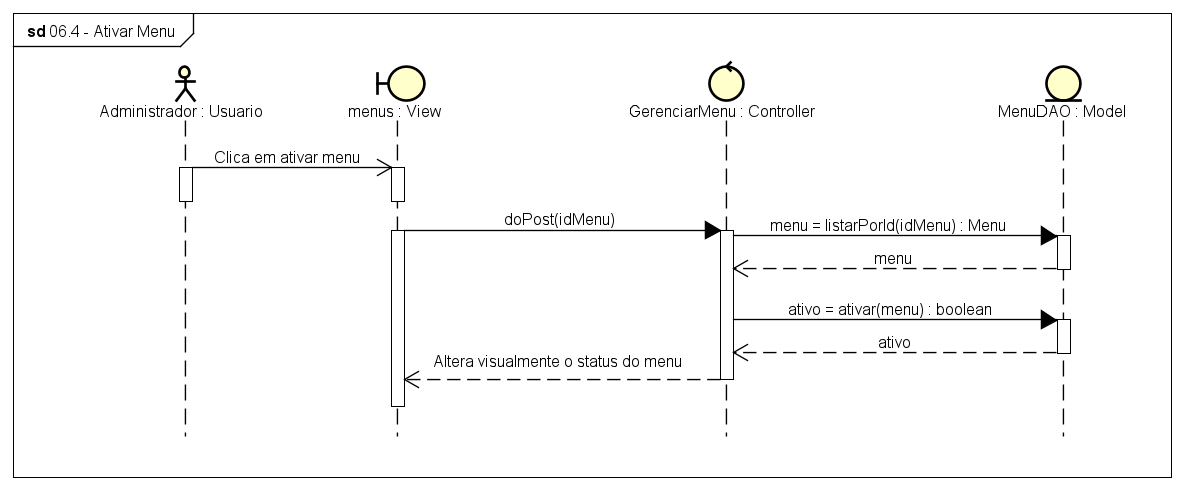 sd 06.4 - Ativar Menu
Administrador : Usuario
menus : View
GerenciarMenu : Controller
MenuDAO : Model
Clica em ativar menu
doPost(idMenu)
menu = listarPorId(idMenu) : Menu
menu
ativo = ativar(menu) : boolean
ativo
Altera visualmente o status do menu